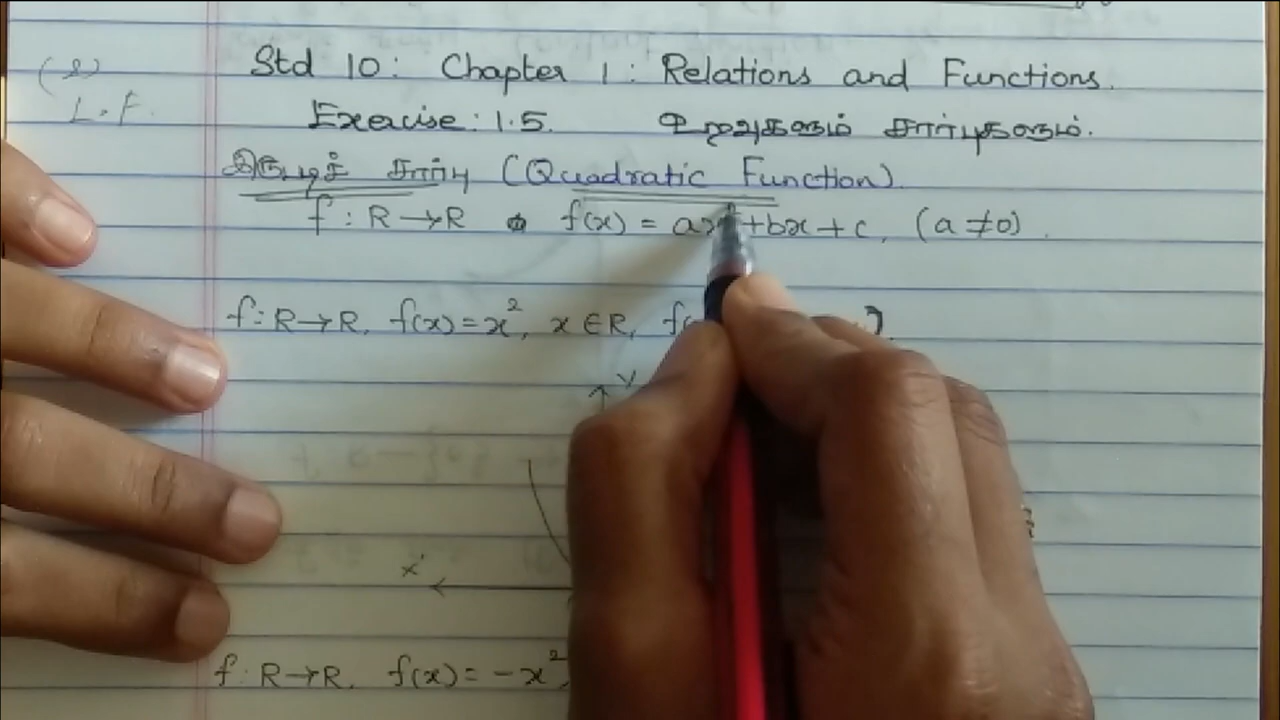 Std 10: Chapter 1: Relations and Functions.
(2)
L.F.
Exercise: 1.5. உறவுகளும் சார்புகளும்.
இருபடிச் சார்பு (Quadratic Function).
f : R→R f(x) = ax²+bx+c, (a≠0).
f: R→R, f(x)=x², x∈R,
y
x'
f: R→R, f(x)= -x²